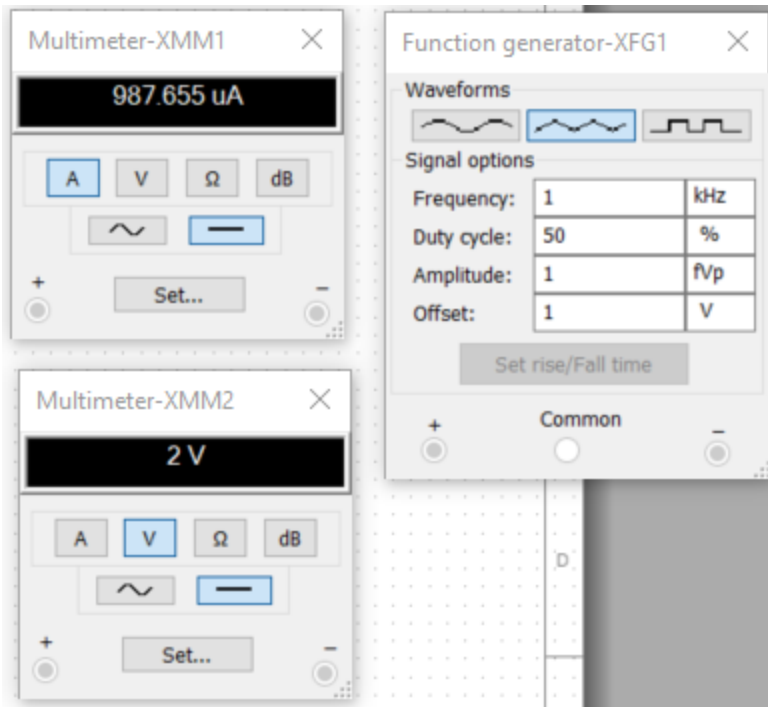 Multimeter-XMM1
987.655 uA
A V Ω dB
+ Set... –
Multimeter-XMM2
2 V
A V Ω dB
+ Set... –
Function generator-XFG1
Waveforms
Signal options
Frequency: 1 kHz
Duty cycle: 50 %
Amplitude: 1 fVp
Offset: 1 V
Set rise/Fall time
+ Common –
D